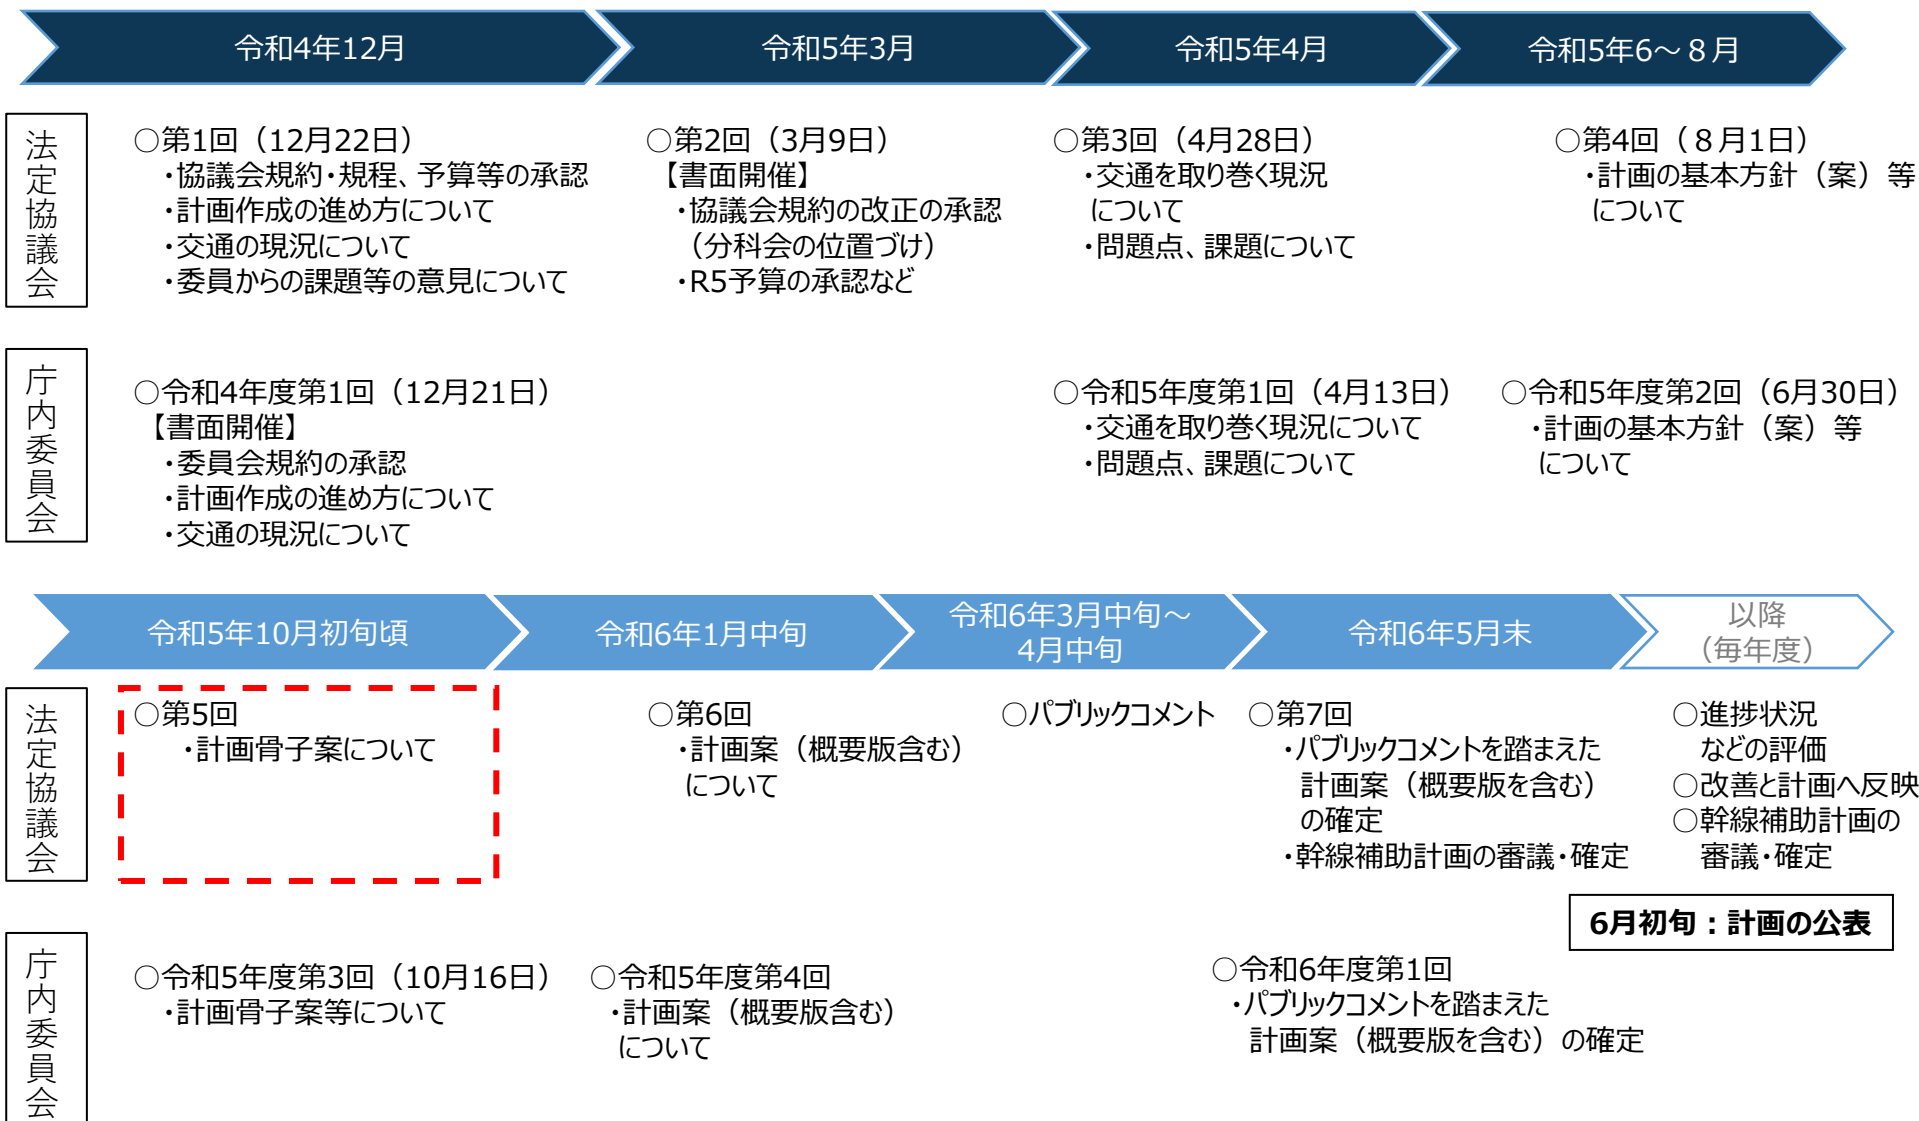 令和4年12月
令和5年3月
令和5年4月
令和5年6～８月
法定協議会
○第1回（12月22日）
・協議会規約・規程、予算等の承認
・計画作成の進め方について
・交通の現況について
・委員からの課題等の意見について
○第2回（3月9日）
【書面開催】
・協議会規約の改正の承認
（分科会の位置づけ）
・R5予算の承認など
○第3回（4月28日）
・交通を取り巻く現況
について
・問題点、課題について
○第4回（８月1日）
・計画の基本方針（案）等
について
庁内委員会
○令和4年度第1回（12月21日）
【書面開催】
・委員会規約の承認
・計画作成の進め方について
・交通の現況について
○令和5年度第1回（4月13日）
・交通を取り巻く現況について
・問題点、課題について
○令和5年度第2回（6月30日）
・計画の基本方針（案）等
について
令和5年10月初旬頃
令和6年1月中旬
令和6年3月中旬～
4月中旬
令和6年5月末
以降
（毎年度）
法定協議会
○第5回
・計画骨子案について
○第6回
・計画案（概要版含む）
について
○パブリックコメント
○第7回
・パブリックコメントを踏まえた
計画案（概要版を含む）
の確定
・幹線補助計画の審議・確定
○進捗状況
などの評価
○改善と計画へ反映
○幹線補助計画の
審議・確定
6月初旬：計画の公表
庁内委員会
○令和5年度第3回（10月16日）
・計画骨子案等について
○令和5年度第4回
・計画案（概要版含む）
について
○令和6年度第1回
・パブリックコメントを踏まえた
計画案（概要版を含む）の確定